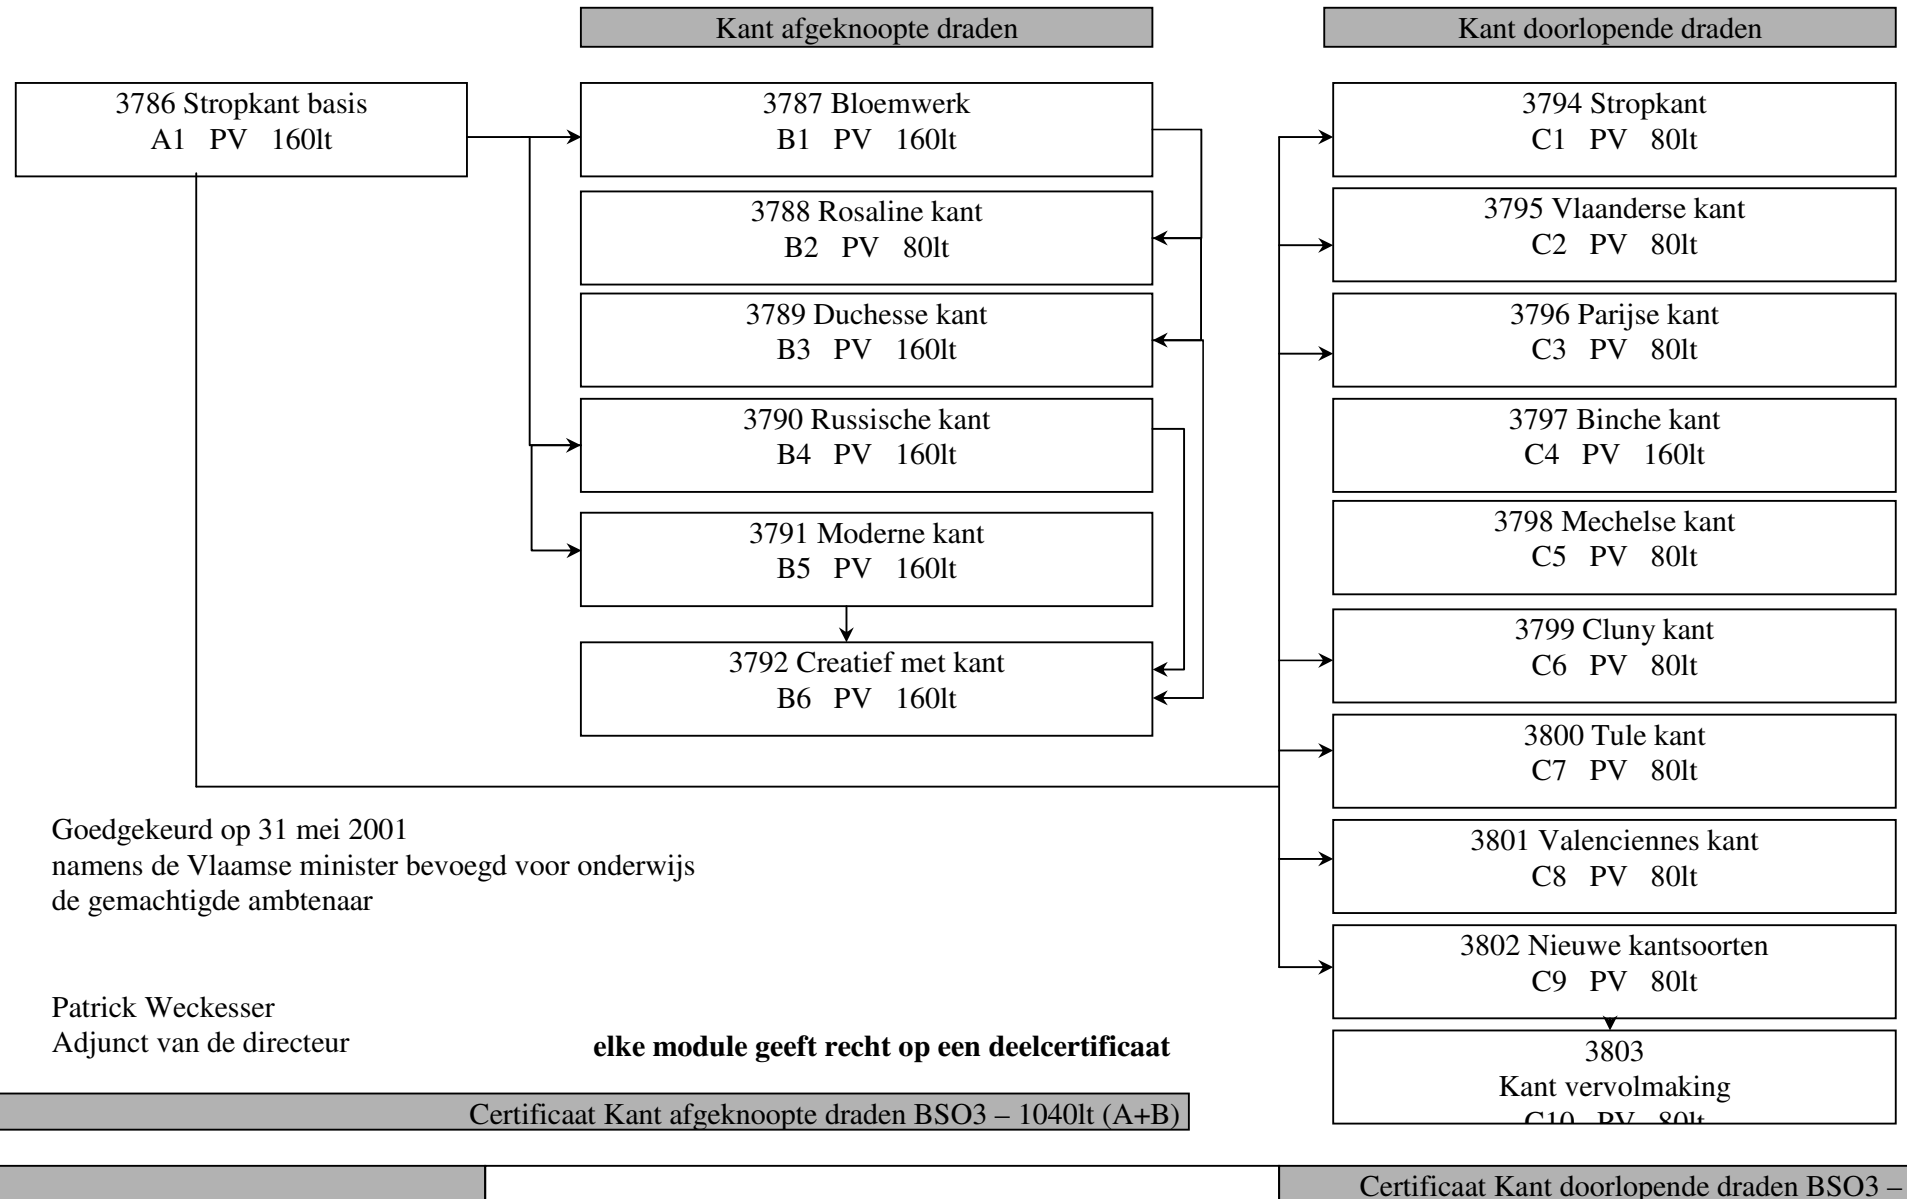 Kant afgeknoopte draden
Kant doorlopende draden
3786 Stropkant basis
A1 PV 160lt
3787 Bloemwerk
B1 PV 160lt
3788 Rosaline kant
B2 PV 80lt
3789 Duchesse kant
B3 PV 160lt
3790 Russische kant
B4 PV 160lt
3791 Moderne kant
B5 PV 160lt
3792 Creatief met kant
B6 PV 160lt
3794 Stropkant
C1 PV 80lt
3795 Vlaanderse kant
C2 PV 80lt
3796 Parijse kant
C3 PV 80lt
3797 Binche kant
C4 PV 160lt
3798 Mechelse kant
C5 PV 80lt
3799 Cluny kant
C6 PV 80lt
3800 Tule kant
C7 PV 80lt
3801 Valenciennes kant
C8 PV 80lt
3802 Nieuwe kantsoorten
C9 PV 80lt
3803
Kant vervolmaking
C10 PV 80lt
Goedgekeurd op 31 mei 2001
namens de Vlaamse minister bevoegd voor onderwijs
de gemachtigde ambtenaar
Patrick Weckesser
Adjunct van de directeur
elke module geeft recht op een deelcertificaat
Certificaat Kant afgeknoopte draden BSO3 – 1040lt (A+B)
Certificaat Kant doorlopende draden BSO3 –